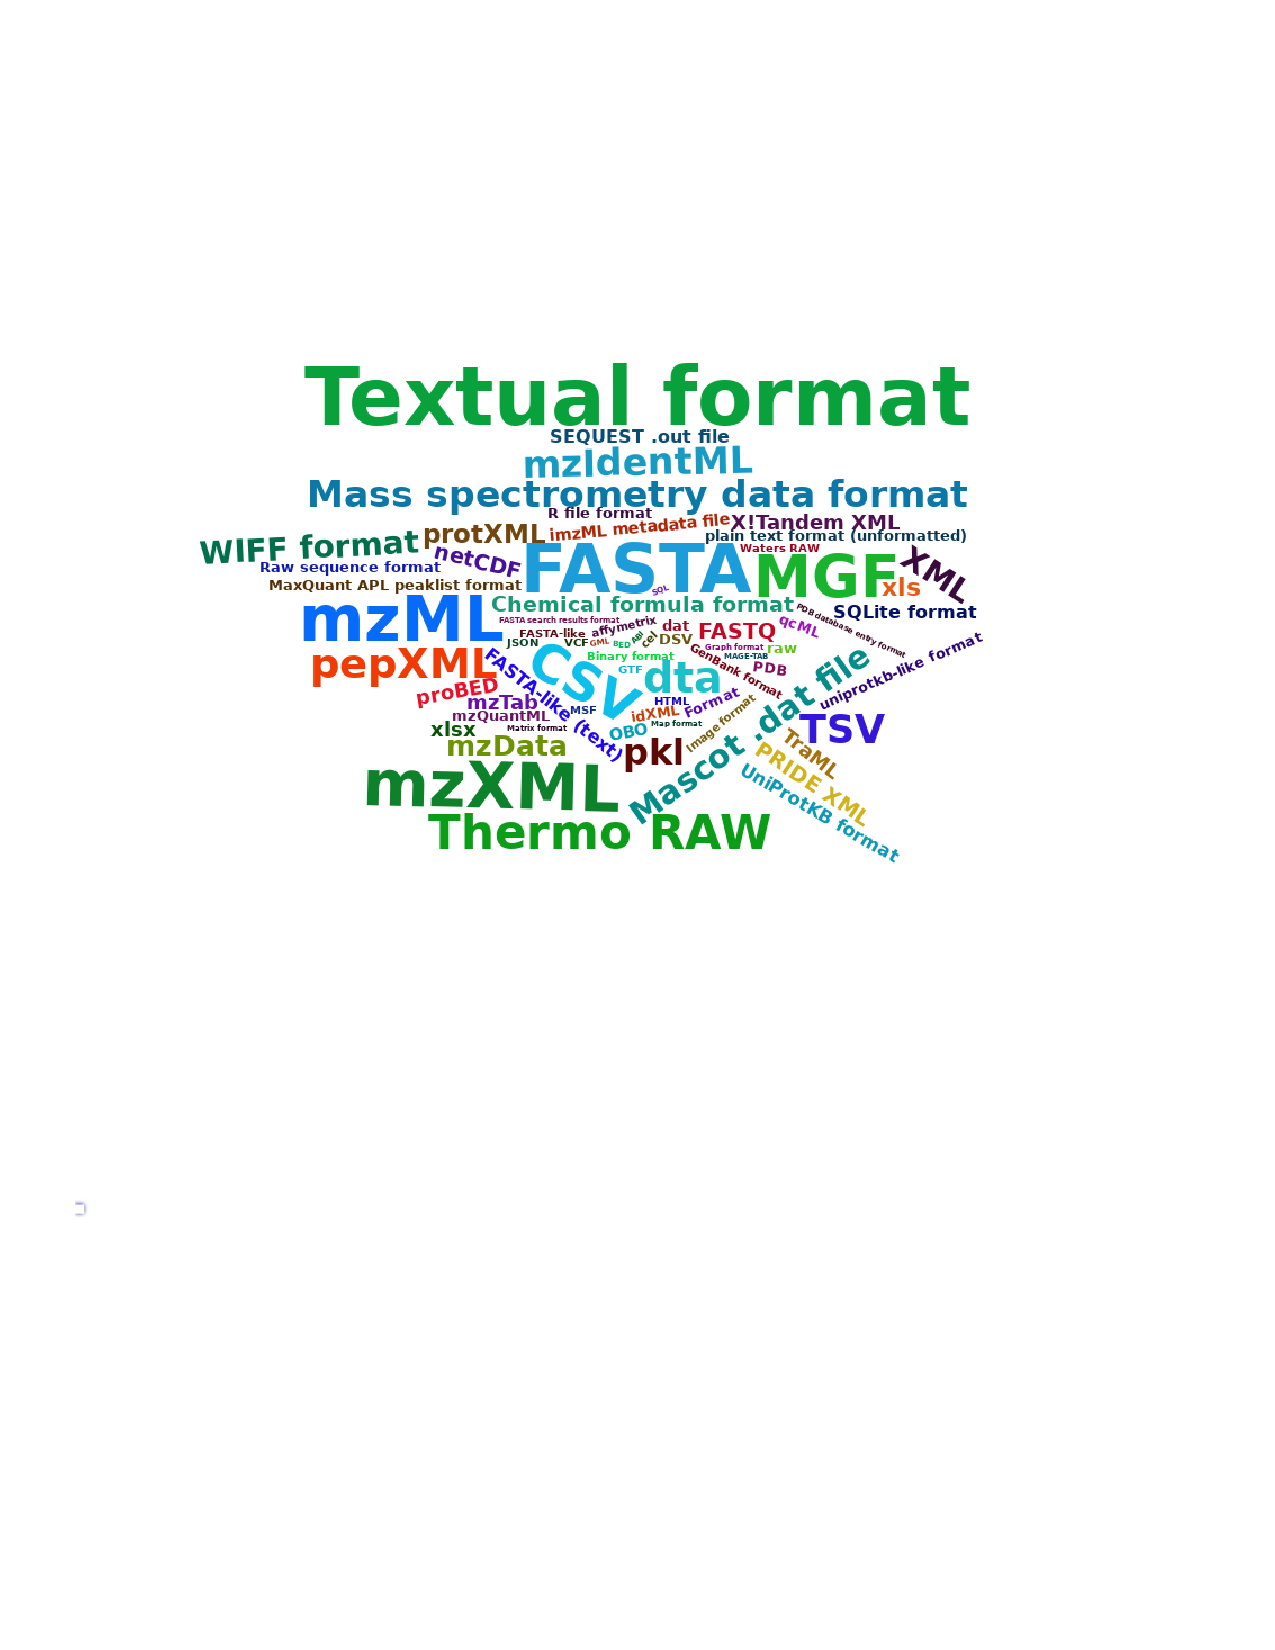 Textual format
SEQUEST .out file
mzIdentML
Mass spectrometry data format
R file format
imzML metadata file
X!Tandem XML
protXML
plain text format (unformatted)
WIFF format
netCDF
FASTA
Waters RAW
MGF
XML
Raw sequence format
MaxQuant APL peaklist format
SQL
xls
mzML
Chemical formula format
PDB database entry format
SQLite format
FASTA search results format
affymetrix
dat
FASTQ
qcML
FASTA-like
JSON
VCF
GML
BED
ABI
cel
DSV
Graph format
raw
uniprotkb-like format
pepXML
FASTA-like (text)
CSV
Binary format
GTF
dta
GenBank format
MAGE-TAB
PDB
Mascot .dat file
proBED
mzTab
MSF
idXML
HTML
Format
Image format
mzQuantML
xlsx
Matrix format
OBO
Map format
TSV
mzData
pkl
TraML
PRIDE XML
mzXML
UniProtKB format
Thermo RAW